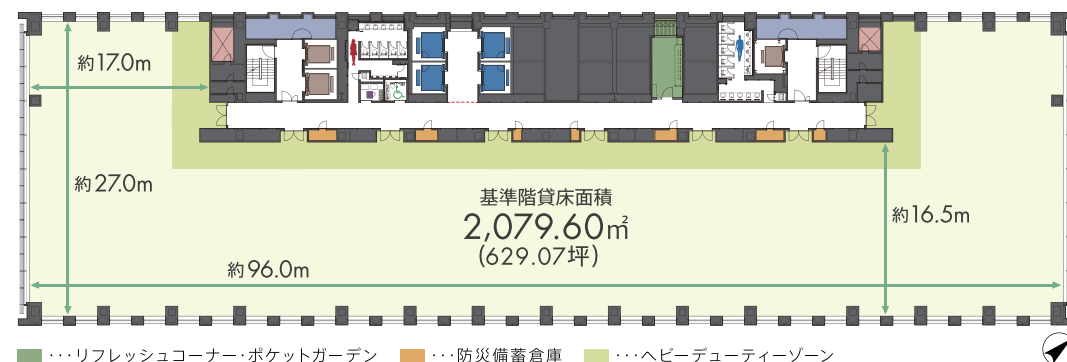 約17.0m
約27.0m
基準階貸床面積
2,079.60㎡
(629.07坪)
約16.5m
約96.0m
･･･リフレッシュコーナー･ポケットガーデン ･･･防災備蓄倉庫 ･･･ヘビーデューティーゾーン